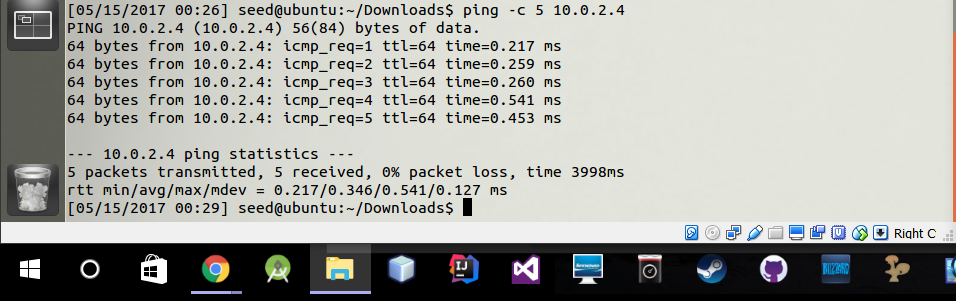 [05/15/2017 00:26] seed@ubuntu:~/Downloads$ ping -c 5 10.0.2.4
PING 10.0.2.4 (10.0.2.4) 56(84) bytes of data.
64 bytes from 10.0.2.4: icmp_req=1 ttl=64 time=0.217 ms
64 bytes from 10.0.2.4: icmp_req=2 ttl=64 time=0.259 ms
64 bytes from 10.0.2.4: icmp_req=3 ttl=64 time=0.260 ms
64 bytes from 10.0.2.4: icmp_req=4 ttl=64 time=0.541 ms
64 bytes from 10.0.2.4: icmp_req=5 ttl=64 time=0.453 ms
--- 10.0.2.4 ping statistics ---
5 packets transmitted, 5 received, 0% packet loss, time 3998ms
rtt min/avg/max/mdev = 0.217/0.346/0.541/0.127 ms
[05/15/2017 00:29] seed@ubuntu:~/Downloads$
Right C
IJ
BLIZZARD